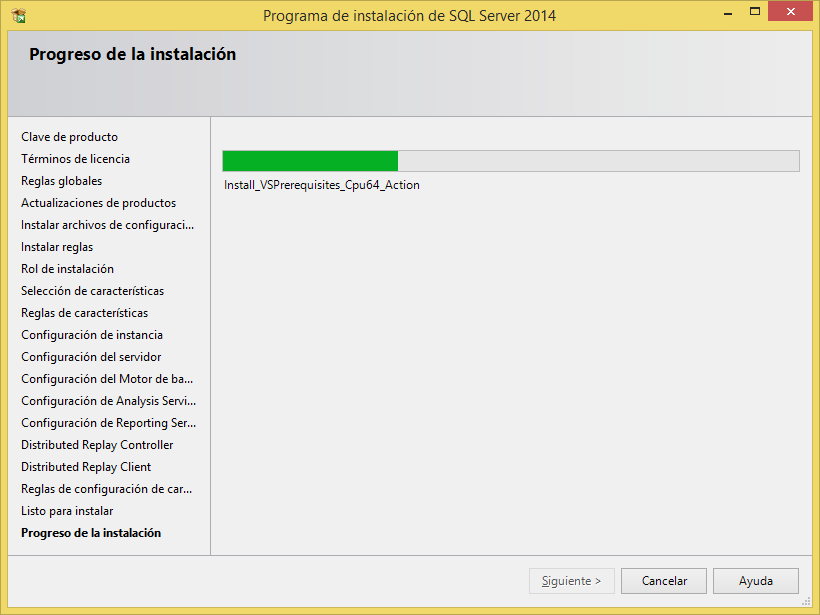 Programa de instalación de SQL Server 2014
Progreso de la instalación
Clave de producto
Términos de licencia
Reglas globales
Actualizaciones de productos
Instalar archivos de configuraci...
Instalar reglas
Rol de instalación
Selección de características
Reglas de características
Configuración de instancia
Configuración del servidor
Configuración del Motor de ba...
Configuración de Analysis Servi...
Configuración de Reporting Ser...
Distributed Replay Controller
Distributed Replay Client
Reglas de configuración de car...
Listo para instalar
Progreso de la instalación
Install_VSPrerequisites_Cpu64_Action
Siguiente >
Cancelar
Ayuda